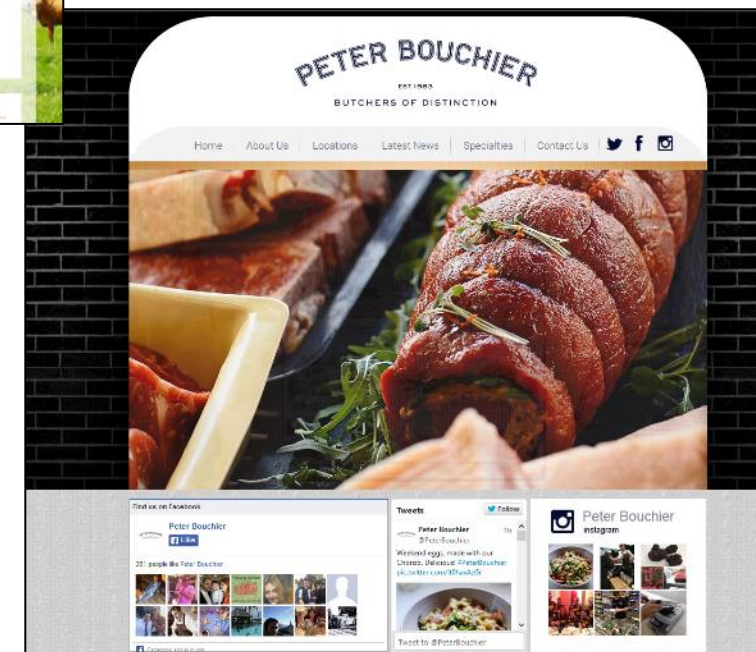 PETER BOUCHIER
EST 1983
BUTCHERS OF DISTINCTION
Home About Us Locations Latest News Specialties Contact Us
Find us on Facebook
Peter Bouchier
Like
351 people like Peter Bouchier
Tweets
Follow
Peter Bouchier
@PeterBouchier
Weekend eggs, made with our
Chorizo. Delicious! #PeterBouchier
Tweet to @PeterBouchier
Peter Bouchier
instagram